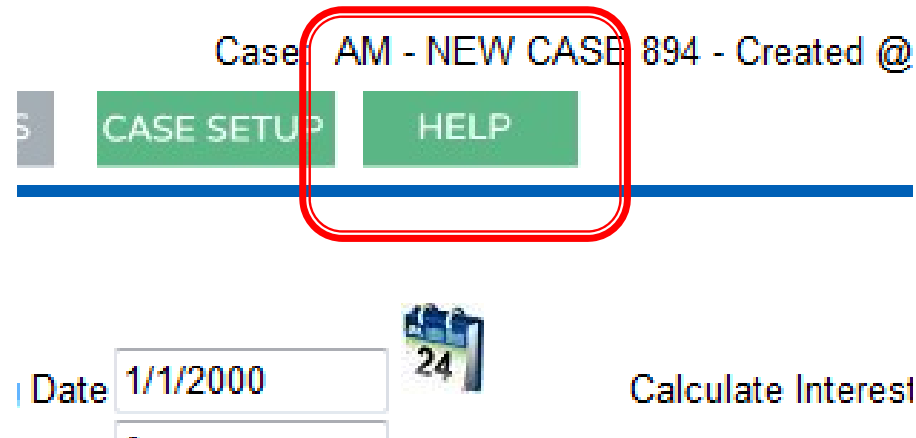 Case: AM - NEW CASE 894 - Created @
S CASE SETUP HELP
24
Date 1/1/2000 Calculate Interest